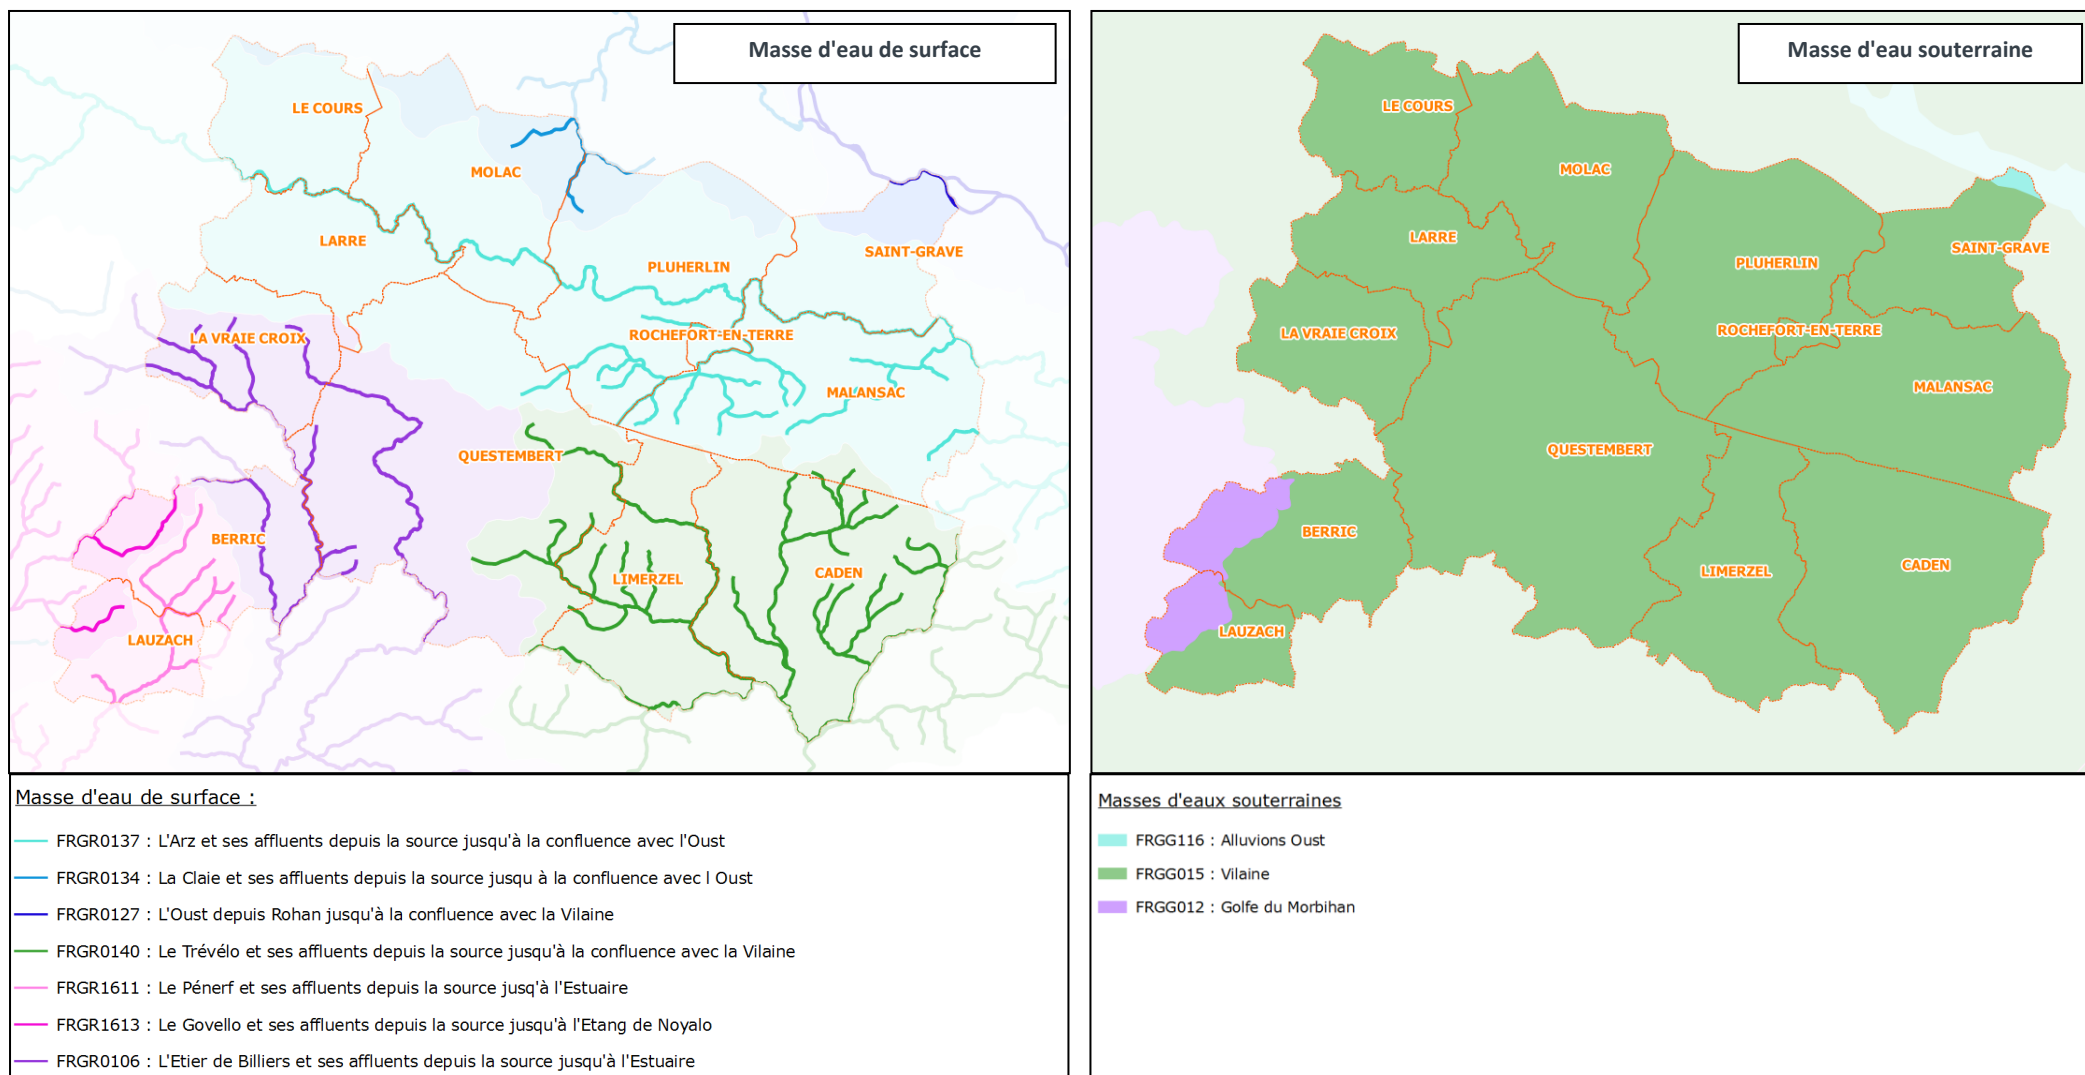 Masse d'eau de surface
LE COURS
MOLAC
LARRE
SAINT-GRAVE
PLUHERLIN
LA VRAIE CROIX
ROCHEFORT-EN-TERRE
MALANSAC
QUESTEMBERT
BERRIC
LIMERZEL
CADEN
LAUZACH
Masse d'eau de surface :
FRGR0137 : L'Arz et ses affluents depuis la source jusqu'à la confluence avec l'Oust
FRGR0134 : La Claie et ses affluents depuis la source jusqu à la confluence avec l Oust
FRGR0127 : L'Oust depuis Rohan jusqu'à la confluence avec la Vilaine
FRGR0140 : Le Trévélo et ses affluents depuis la source jusqu'à la confluence avec la Vilaine
FRGR1611 : Le Pénerf et ses affluents depuis la source jusq'à l'Estuaire
FRGR1613 : Le Govello et ses affluents depuis la source jusqu'à l'Etang de Noyalo
FRGR0106 : L'Etier de Billiers et ses affluents depuis la source jusqu'à l'Estuaire
Masse d'eau souterraine
LE COURS
MOLAC
LARRE
SAINT-GRAVE
PLUHERLIN
ROCHEFORT-EN-TERRE
LA VRAIE CROIX
MALANSAC
QUESTEMBERT
BERRIC
CADEN
LIMERZEL
LAUZACH
Masses d'eaux souterraines
FRGG116 : Alluvions Oust
FRGG015 : Vilaine
FRGG012 : Golfe du Morbihan